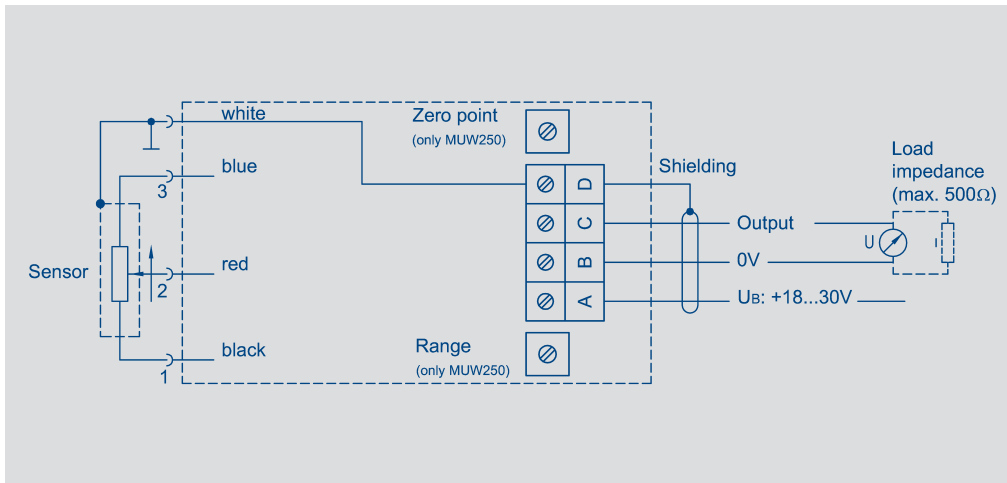 white
Zero point
(only MUW250)
blue
3
Shielding
Load
impedance
(max. 500Ω)
D
C
Output
U
I
Sensor
red
2
B
0V
A
UB: +18...30V
black
1
Range
(only MUW250)